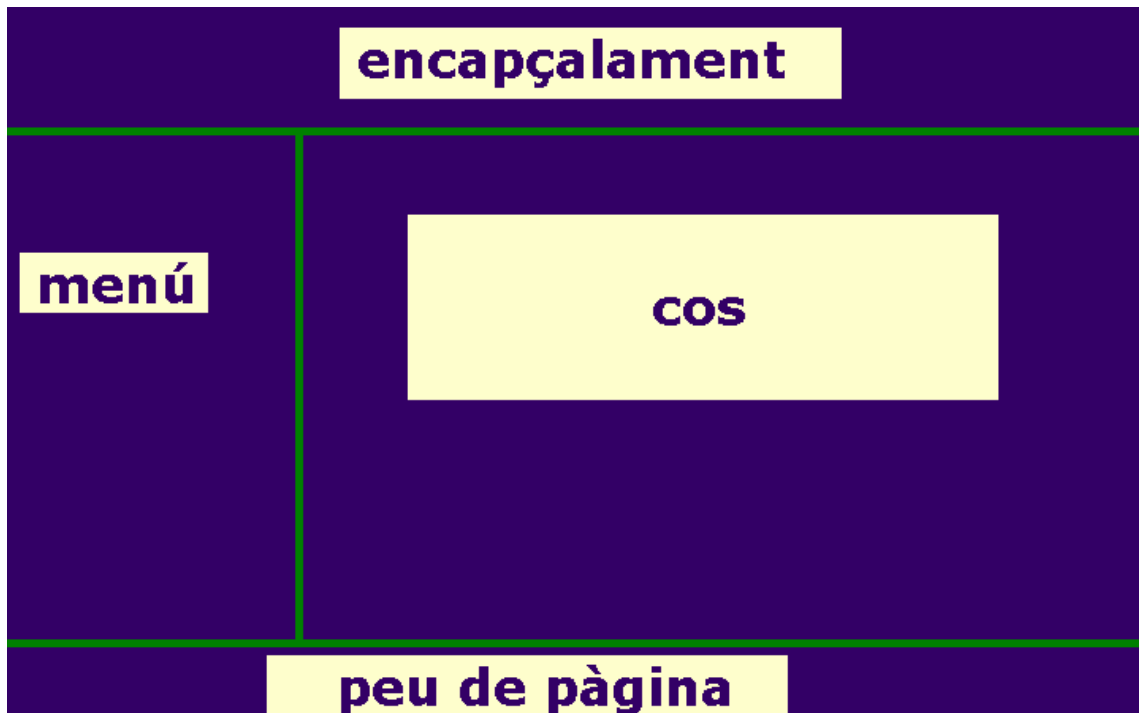 encapçalament
menú
cos
peu de pàgina